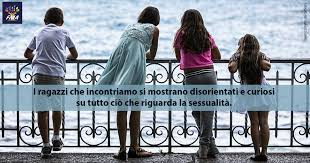 I ragazzi che incontriamo si mostrano disorientati e curiosi
su tutto ciò che riguarda la sessualità.